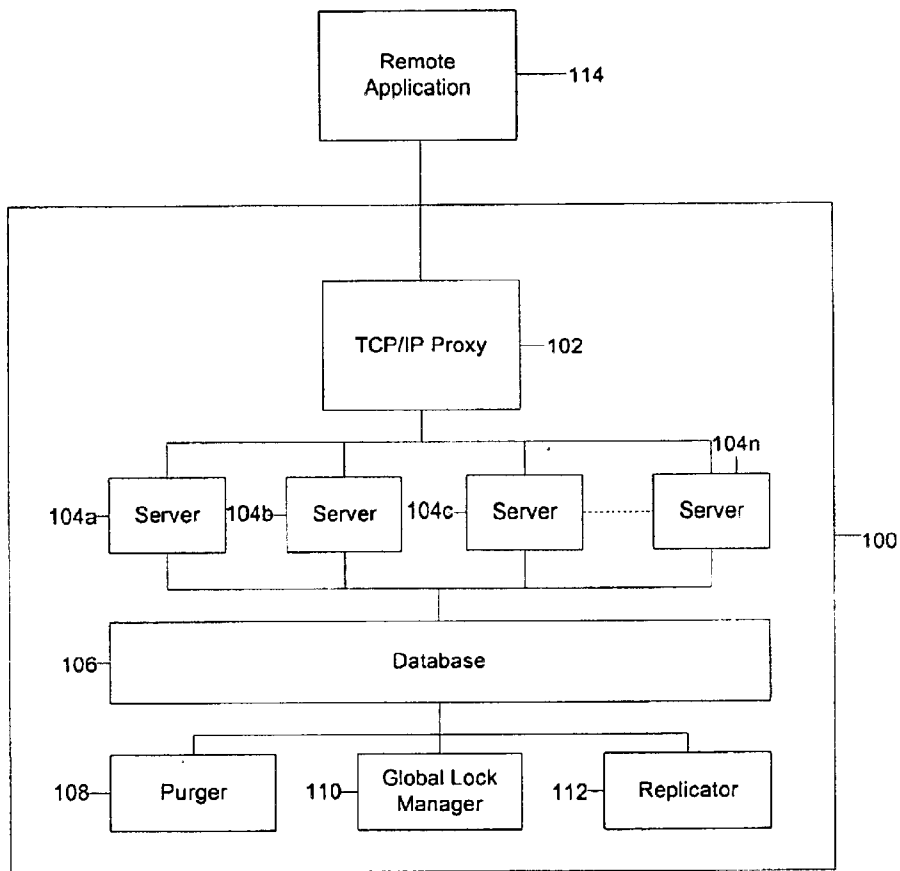 Remote
Application
114
TCP/IP Proxy
102
104n
104a
Server
104b
Server
104c
Server
Server
100
106
Database
108
Purger
110
Global Lock
Manager
112
Replicator